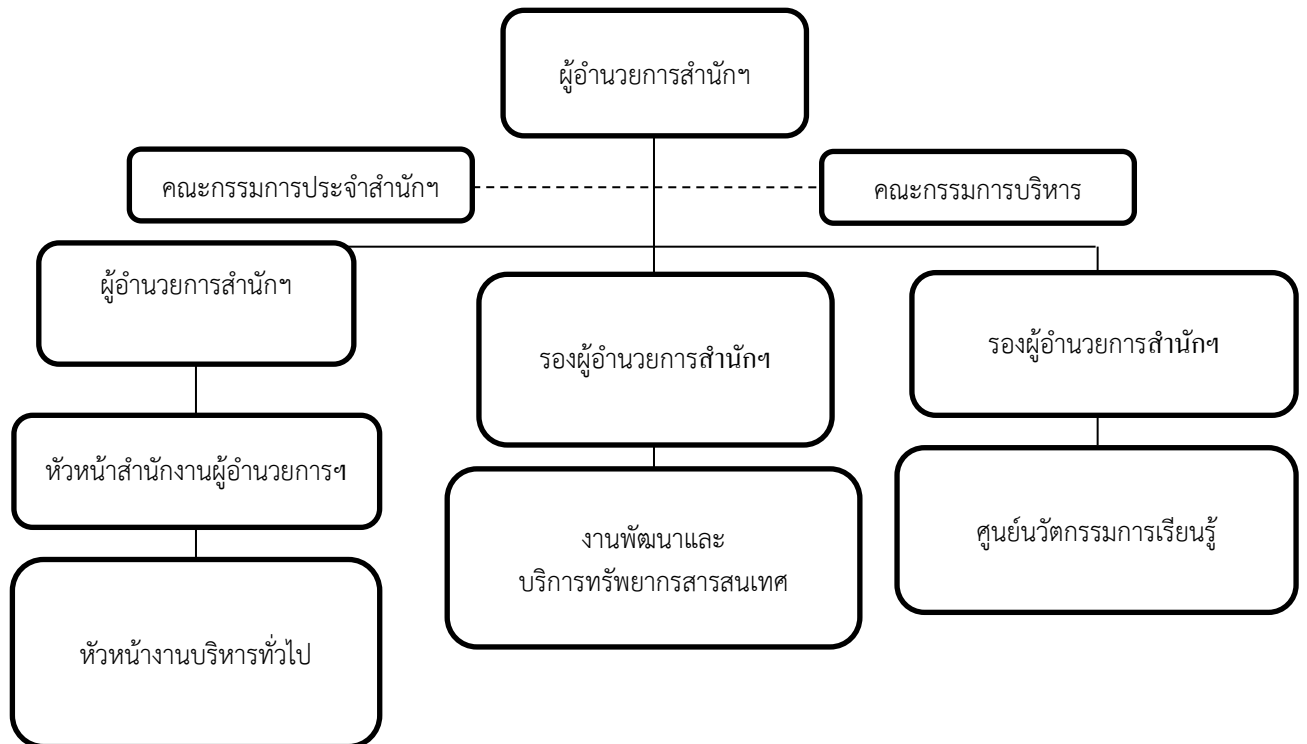 ผู้อำนวยการสำนักฯ
คณะกรรมการประจำสำนักฯ
คณะกรรมการบริหาร
ผู้อำนวยการสำนักฯ
รองผู้อำนวยการสำนักฯ
รองผู้อำนวยการสำนักฯ
หัวหน้าสำนักงานผู้อำนวยการฯ
งานพัฒนาและ
บริการทรัพยากรสารสนเทศ
ศูนย์นวัตกรรมการเรียนรู้
หัวหน้างานบริหารทั่วไป